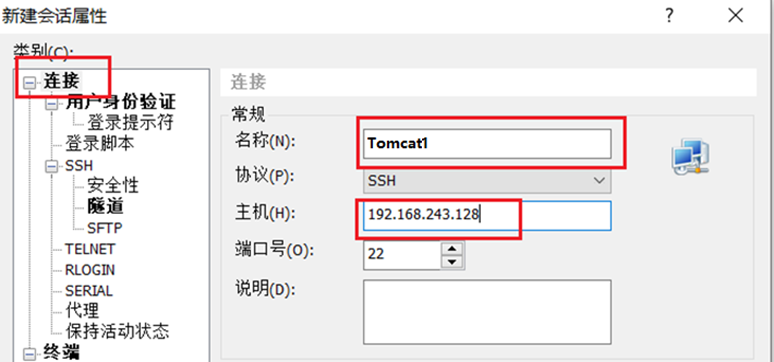 新建会话属性
类别(C):
连接
用户身份验证
登录提示符
登录脚本
SSH
安全性
隧道
SFTP
TELNET
RLOGIN
SERIAL
代理
保持活动状态
终端
连接
常规
名称(N):
Tomcat1
协议(P):
SSH
主机(H):
192.168.243.128
端口号(O):
22
说明(D):